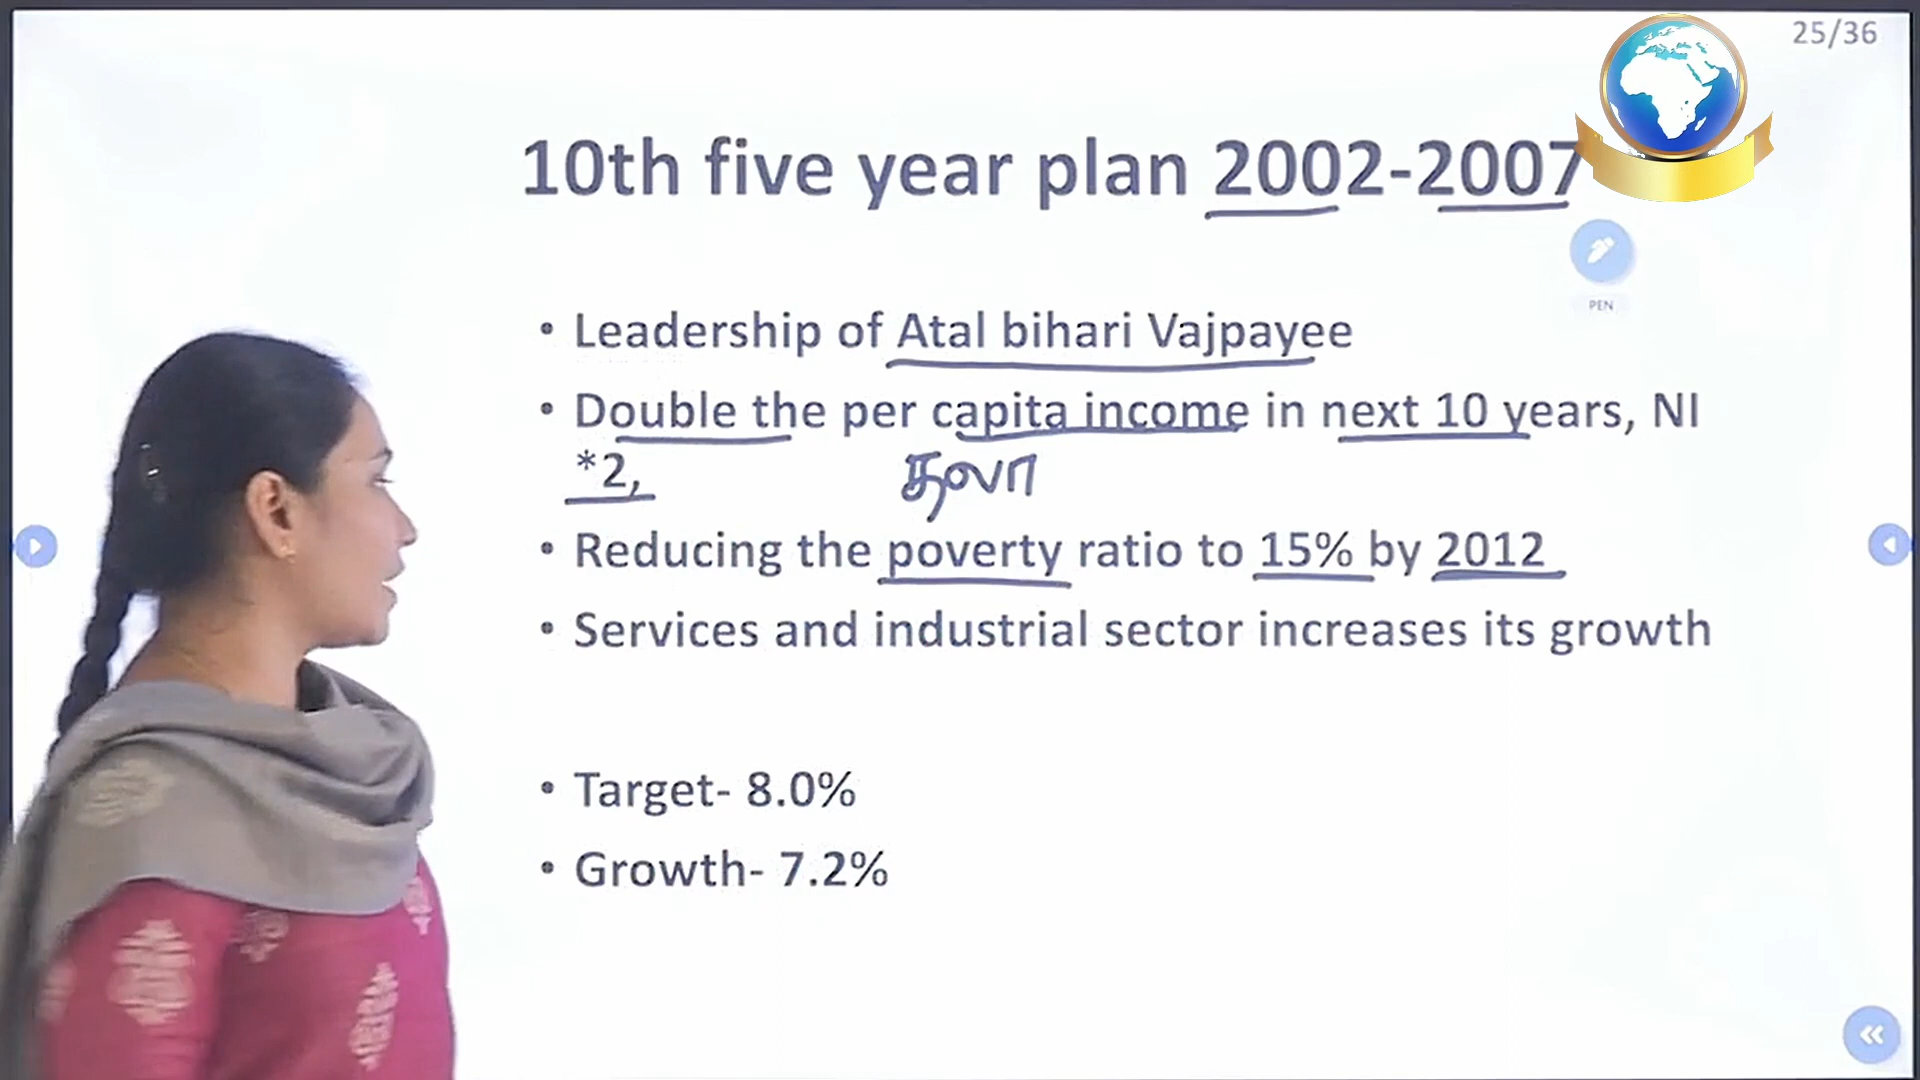 25/36
10th five year plan 2002-2007
PEN
• Leadership of Atal bihari Vajpayee
• Double the per capita income in next 10 years, NI
*2,
தலா
• Reducing the poverty ratio to 15% by 2012
• Services and industrial sector increases its growth
• Target- 8.0%
• Growth- 7.2%